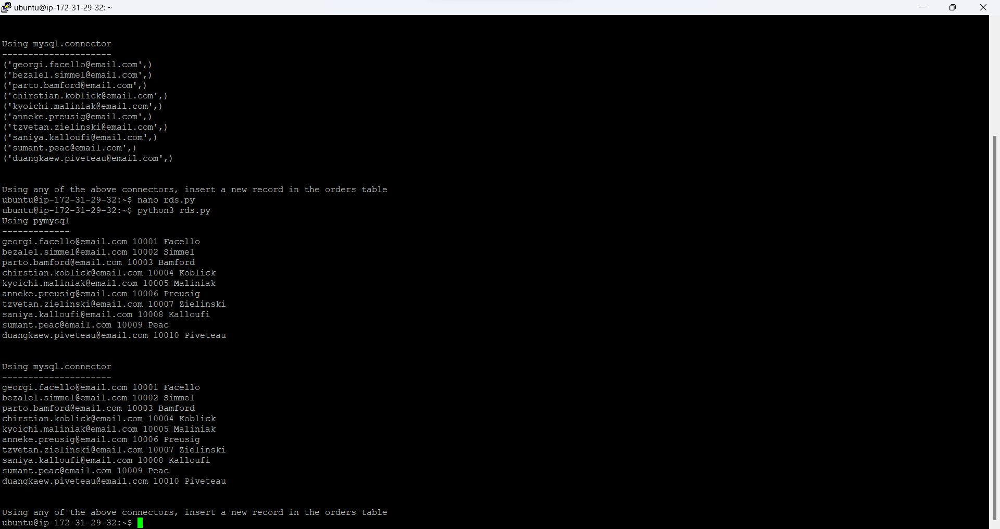 ubuntu@ip-172-31-29-32: ~
Using mysql.connector
---------------------
('georgi.facello@email.com',)
('bezalel.simmel@email.com',)
('parto.bamford@email.com',)
('chirstian.koblick@email.com',)
('kyoichi.maliniak@email.com',)
('anneke.preusig@email.com',)
('tzvetan.zielinski@email.com',)
('saniya.kalloufi@email.com',)
('sumant.peac@email.com',)
('duangkaew.piveteau@email.com',)
Using any of the above connectors, insert a new record in the orders table
ubuntu@ip-172-31-29-32:~$ nano rds.py
ubuntu@ip-172-31-29-32:~$ python3 rds.py
Using pymysql
-------------
georgi.facello@email.com 10001 Facello
bezalel.simmel@email.com 10002 Simmel
parto.bamford@email.com 10003 Bamford
chirstian.koblick@email.com 10004 Koblick
kyoichi.maliniak@email.com 10005 Maliniak
anneke.preusig@email.com 10006 Preusig
tzvetan.zielinski@email.com 10007 Zielinski
saniya.kalloufi@email.com 10008 Kalloufi
sumant.peac@email.com 10009 Peac
duangkaew.piveteau@email.com 10010 Piveteau
Using mysql.connector
---------------------
georgi.facello@email.com 10001 Facello
bezalel.simmel@email.com 10002 Simmel
parto.bamford@email.com 10003 Bamford
chirstian.koblick@email.com 10004 Koblick
kyoichi.maliniak@email.com 10005 Maliniak
anneke.preusig@email.com 10006 Preusig
tzvetan.zielinski@email.com 10007 Zielinski
saniya.kalloufi@email.com 10008 Kalloufi
sumant.peac@email.com 10009 Peac
duangkaew.piveteau@email.com 10010 Piveteau
Using any of the above connectors, insert a new record in the orders table
ubuntu@ip-172-31-29-32:~$